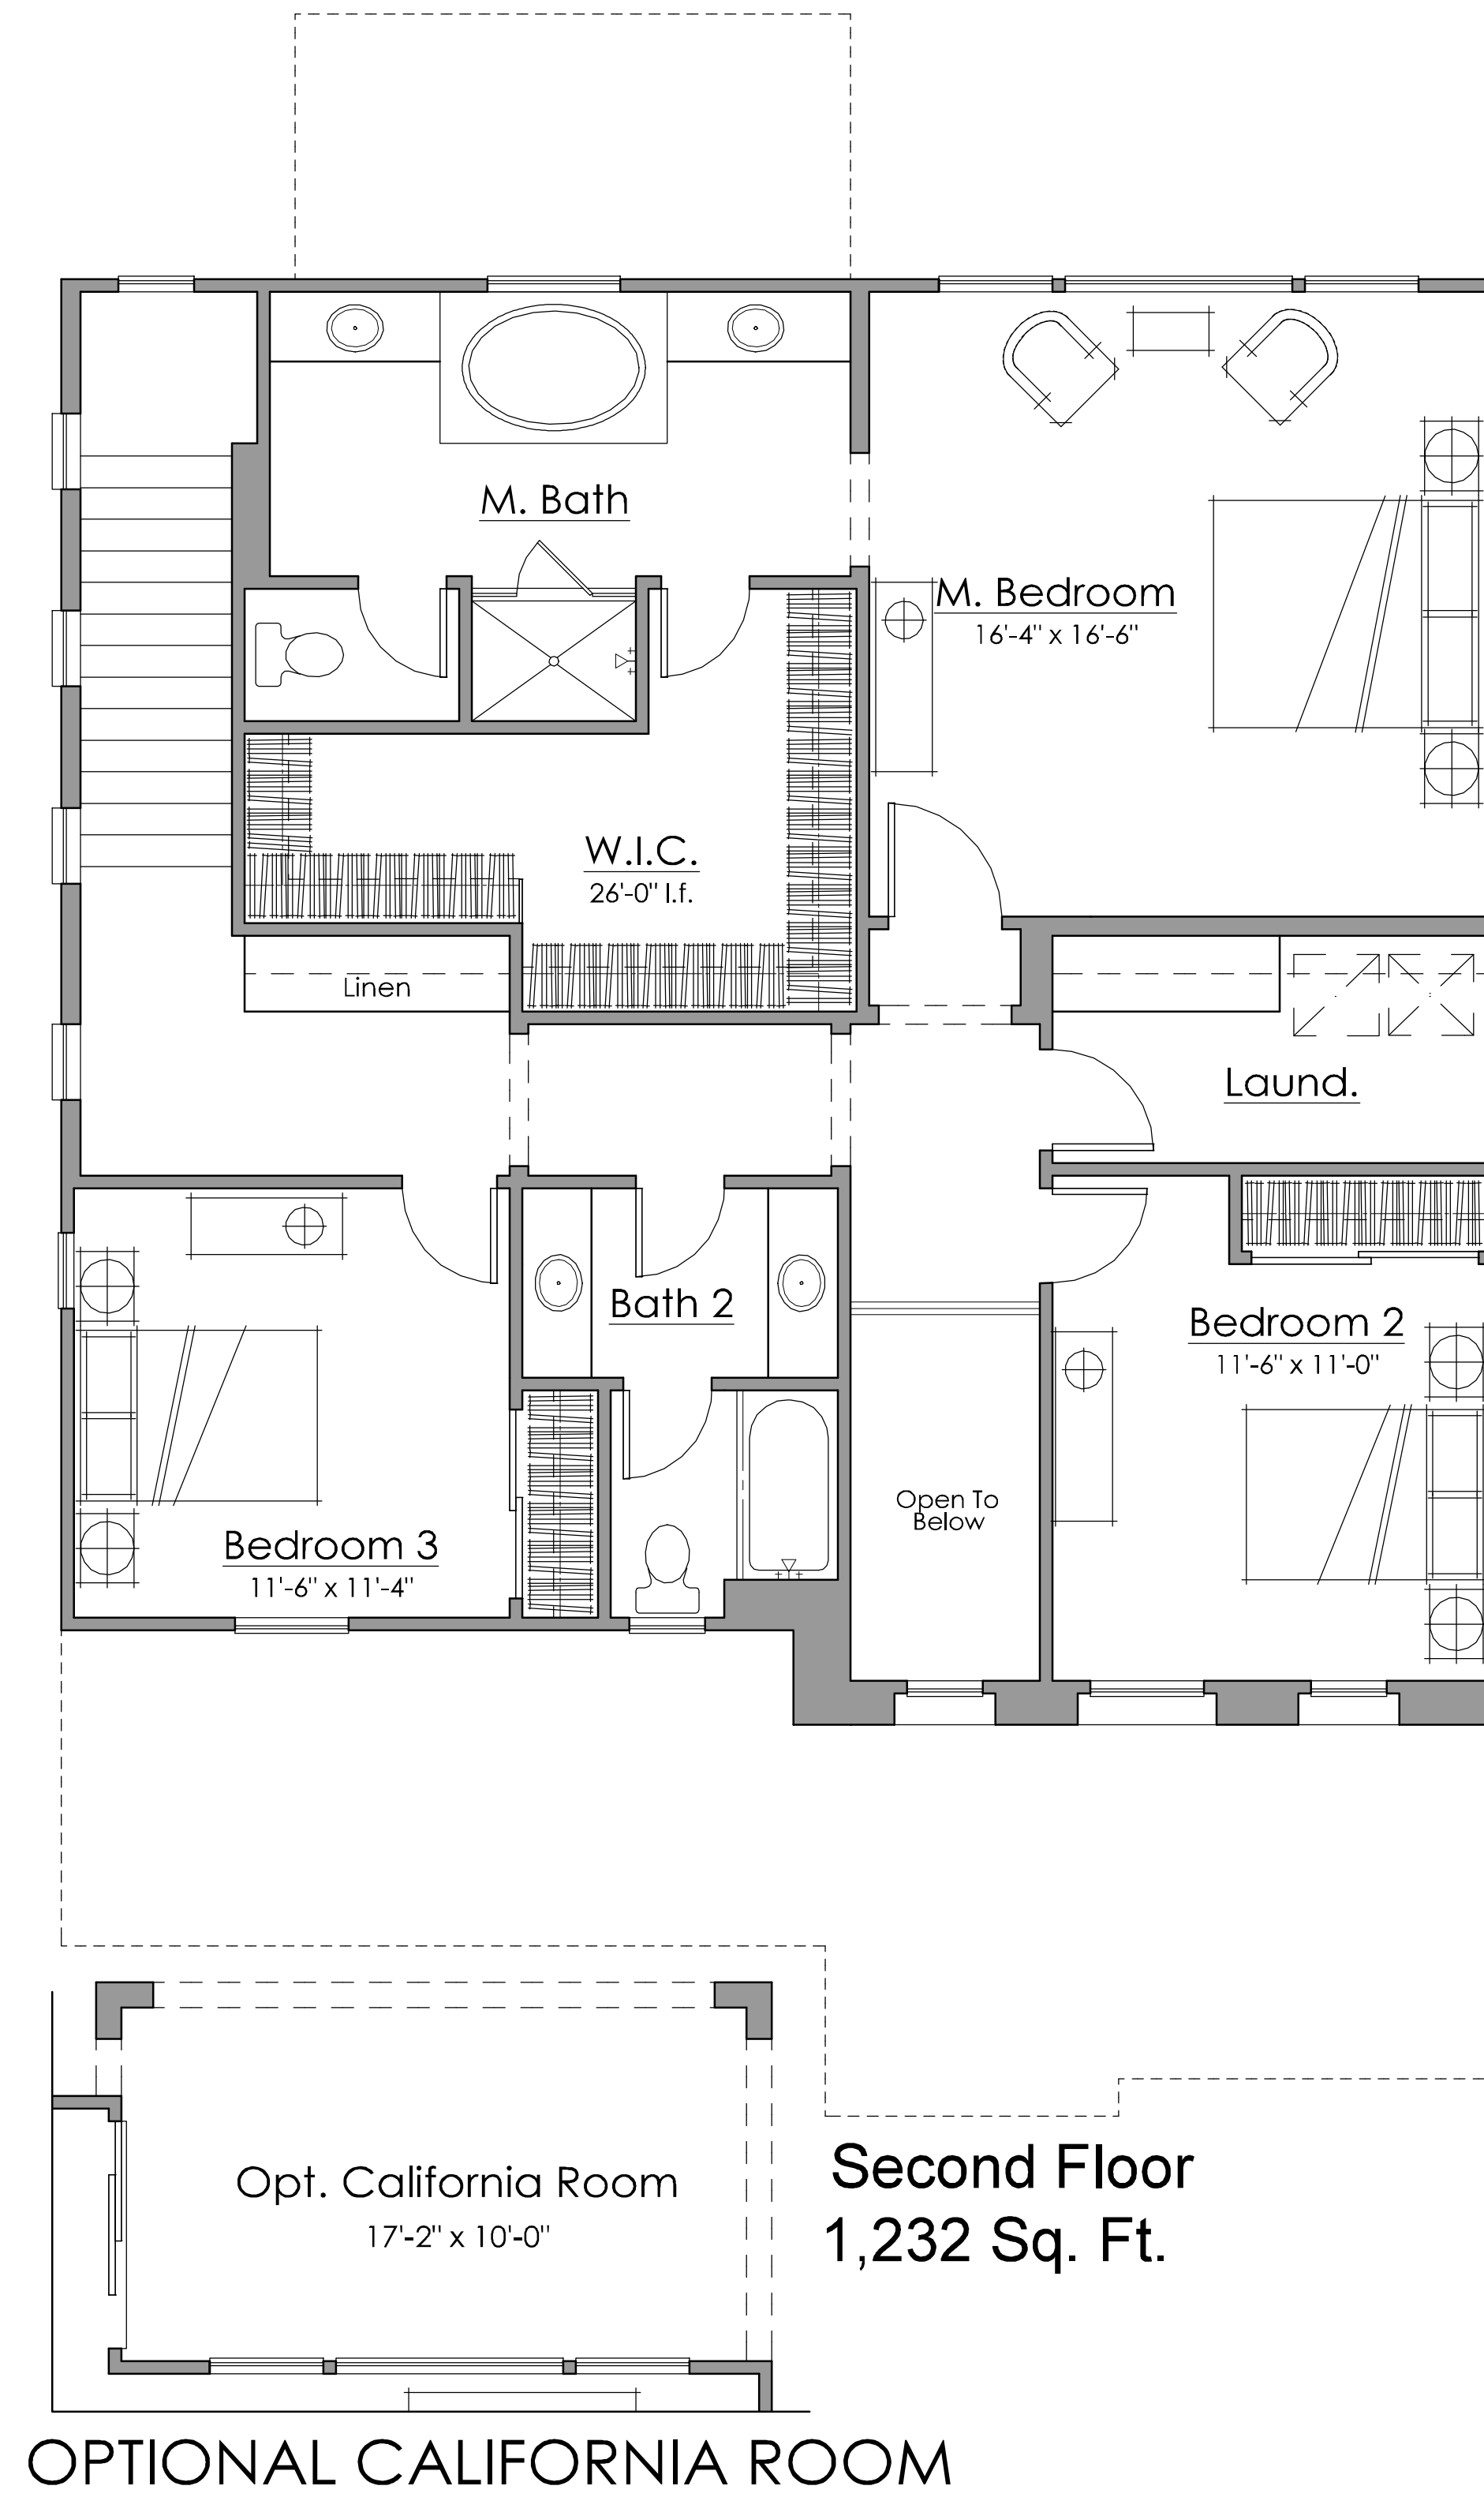 M. Bath
M. Bedroom
16'-4" x 16'-6"
W.I.C.
26'-0" l.f.
Linen
Laund.
Bath 2
Bedroom 2
11'-6" x 11'-0"
Open To
Below
Bedroom 3
11'-6" x 11'-4"
Second Floor
1,232 Sq. Ft.
Opt. California Room
17'-2" x 10'-0"
OPTIONAL CALIFORNIA ROOM